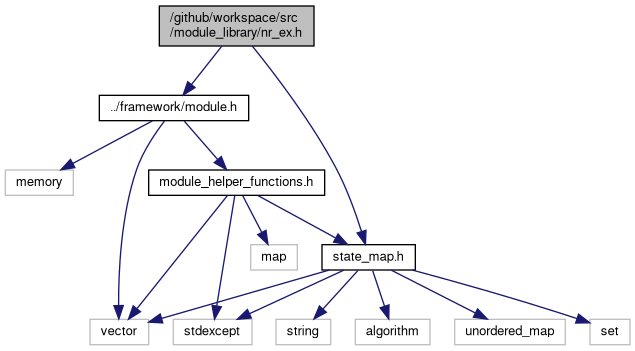 /github/workspace/src
/module_library/nr_ex.h
../framework/module.h
memory
module_helper_functions.h
map
state_map.h
vector
stdexcept
string
algorithm
unordered_map
set